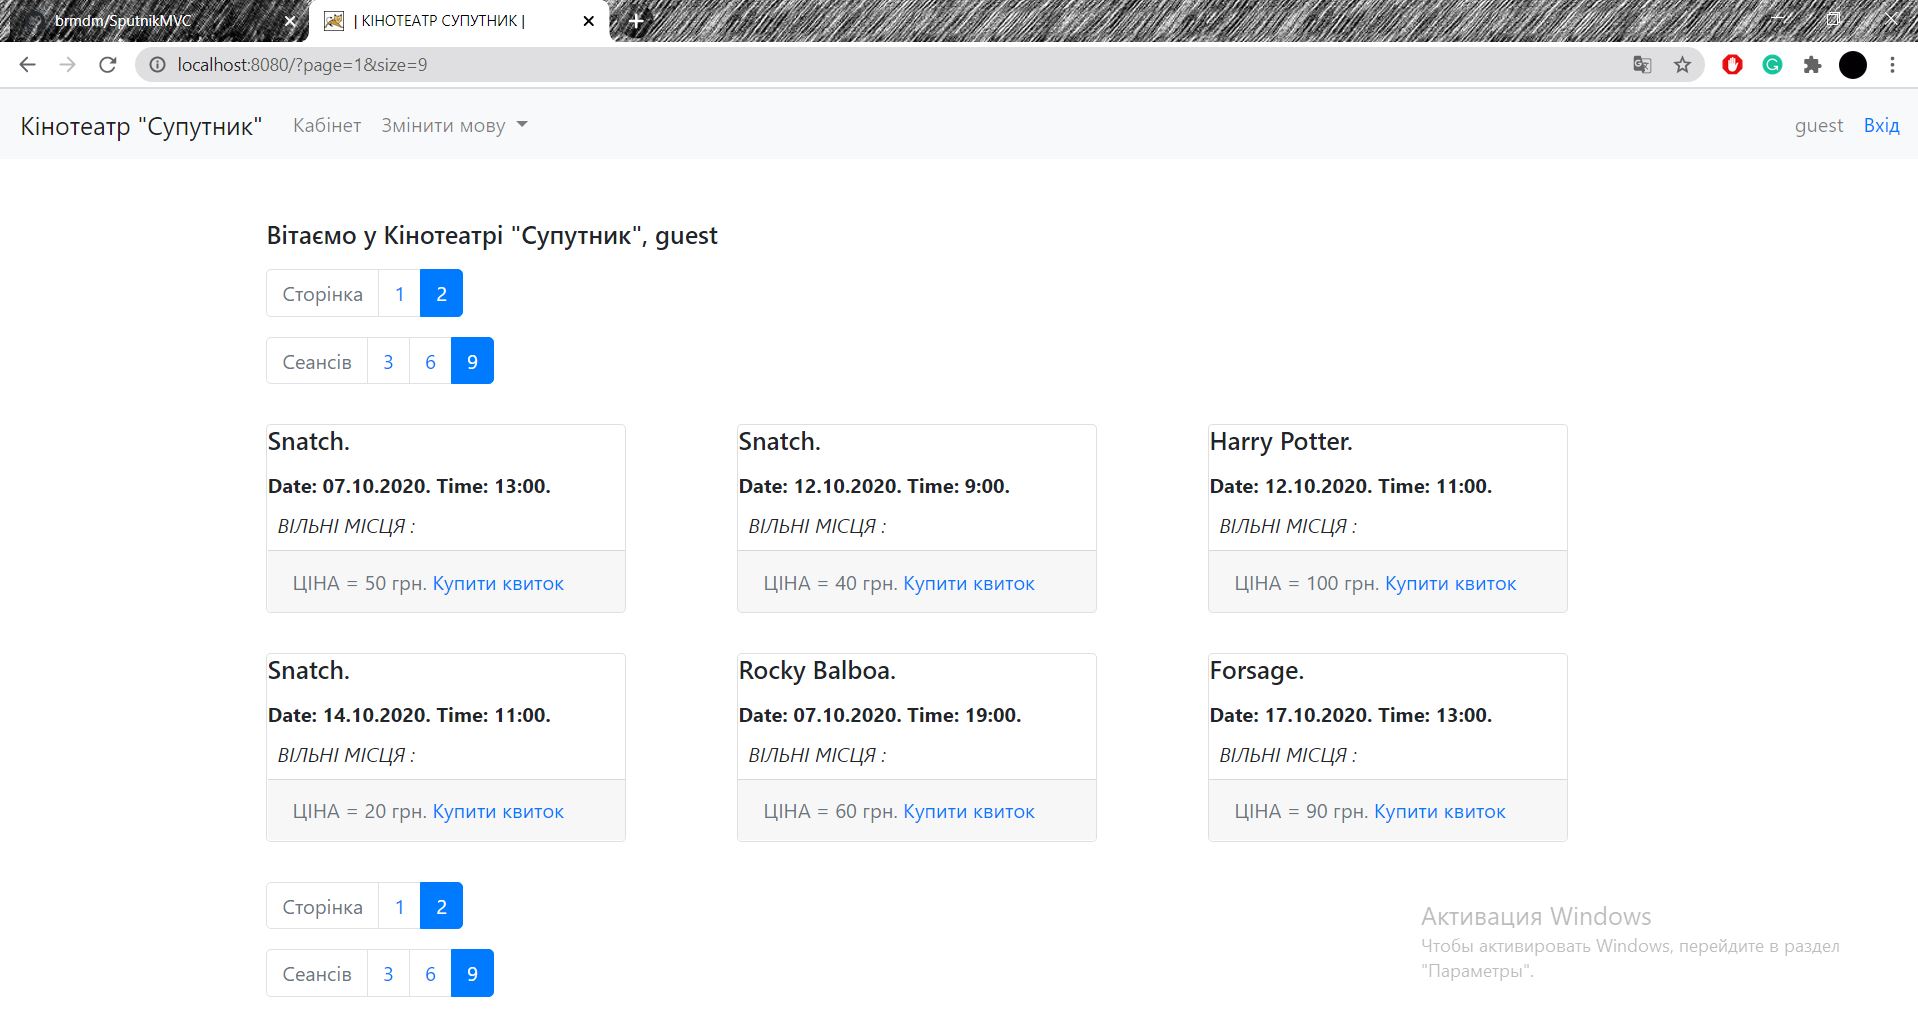 brmdm/SputnikMVC
| КІНОТЕАТР СУПУТНИК |
localhost:8080/?page=1&size=9
Кінотеатр "Супутник" Кабінет Змінити мову guest Вхід
Вітаємо у Кінотеатрі "Супутник", guest
Сторінка 1 2
Сеансів 3 6 9
Snatch.
Date: 07.10.2020. Time: 13:00.
ВІЛЬНІ МІСЦЯ :
ЦІНА = 50 грн. Купити квиток
Snatch.
Date: 12.10.2020. Time: 9:00.
ВІЛЬНІ МІСЦЯ :
ЦІНА = 40 грн. Купити квиток
Harry Potter.
Date: 12.10.2020. Time: 11:00.
ВІЛЬНІ МІСЦЯ :
ЦІНА = 100 грн. Купити квиток
Snatch.
Date: 14.10.2020. Time: 11:00.
ВІЛЬНІ МІСЦЯ :
ЦІНА = 20 грн. Купити квиток
Rocky Balboa.
Date: 07.10.2020. Time: 19:00.
ВІЛЬНІ МІСЦЯ :
ЦІНА = 60 грн. Купити квиток
Forsage.
Date: 17.10.2020. Time: 13:00.
ВІЛЬНІ МІСЦЯ :
ЦІНА = 90 грн. Купити квиток
Сторінка 1 2
Сеансів 3 6 9
Активация Windows
Чтобы активировать Windows, перейдите в раздел
"Параметры".